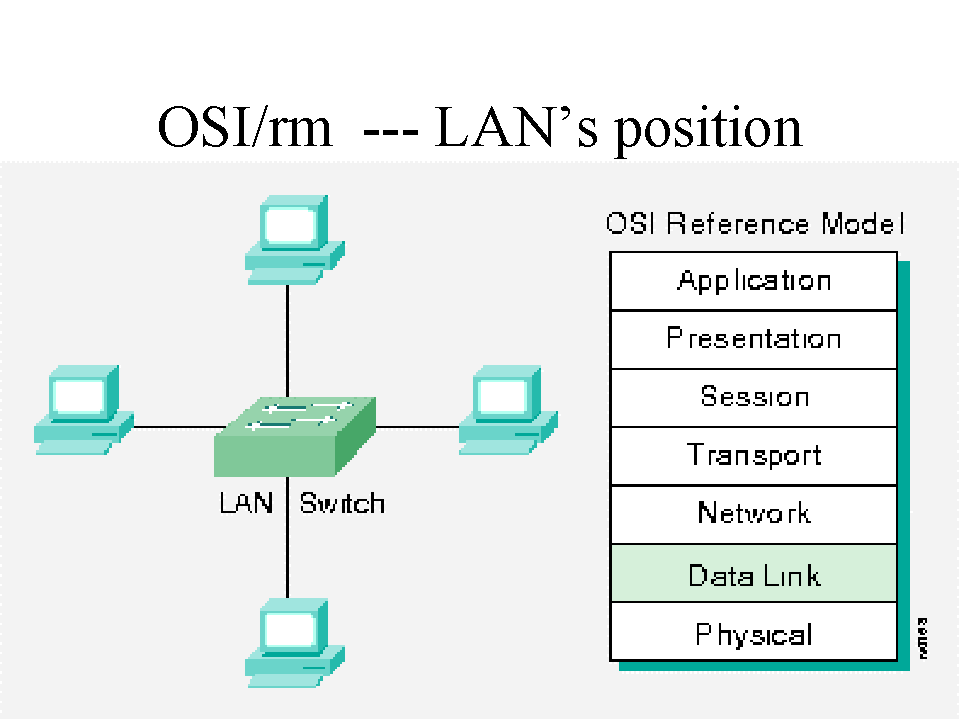 OSI/rm --- LAN's position
OSI Reference Model
Application
Presentation
Session
Transport
Network
Data Link
Physical
LAN Switch